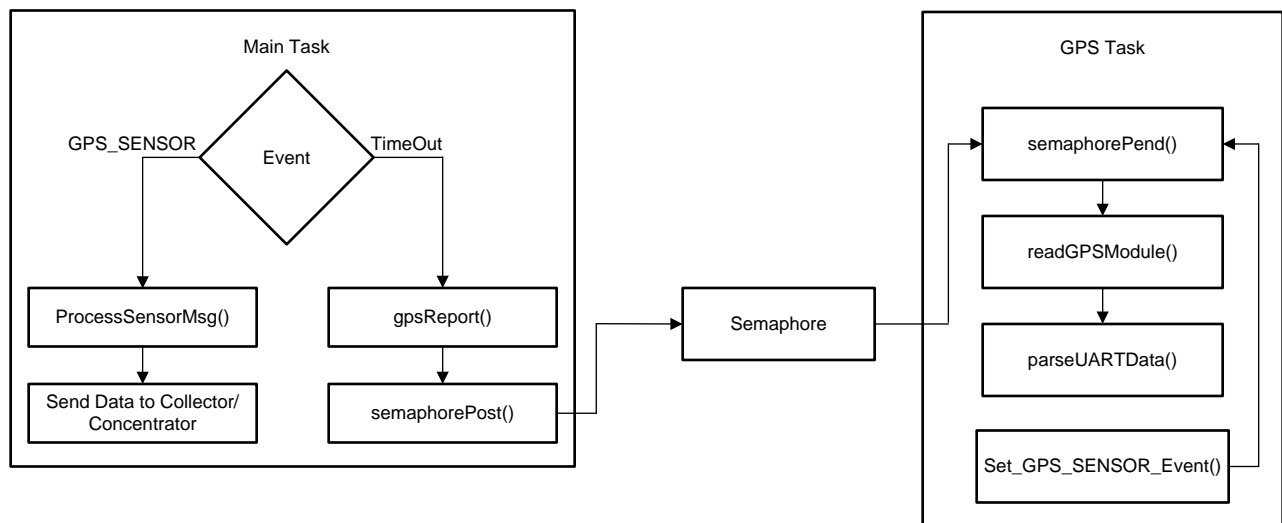 Main Task
GPS_SENSOR
Event
TimeOut
ProcessSensorMsg()
Send Data to Collector/
Concentrator
gpsReport()
semaphorePost()
Semaphore
GPS Task
semaphorePend()
readGPSModule()
parseUARTData()
Set_GPS_SENSOR_Event()